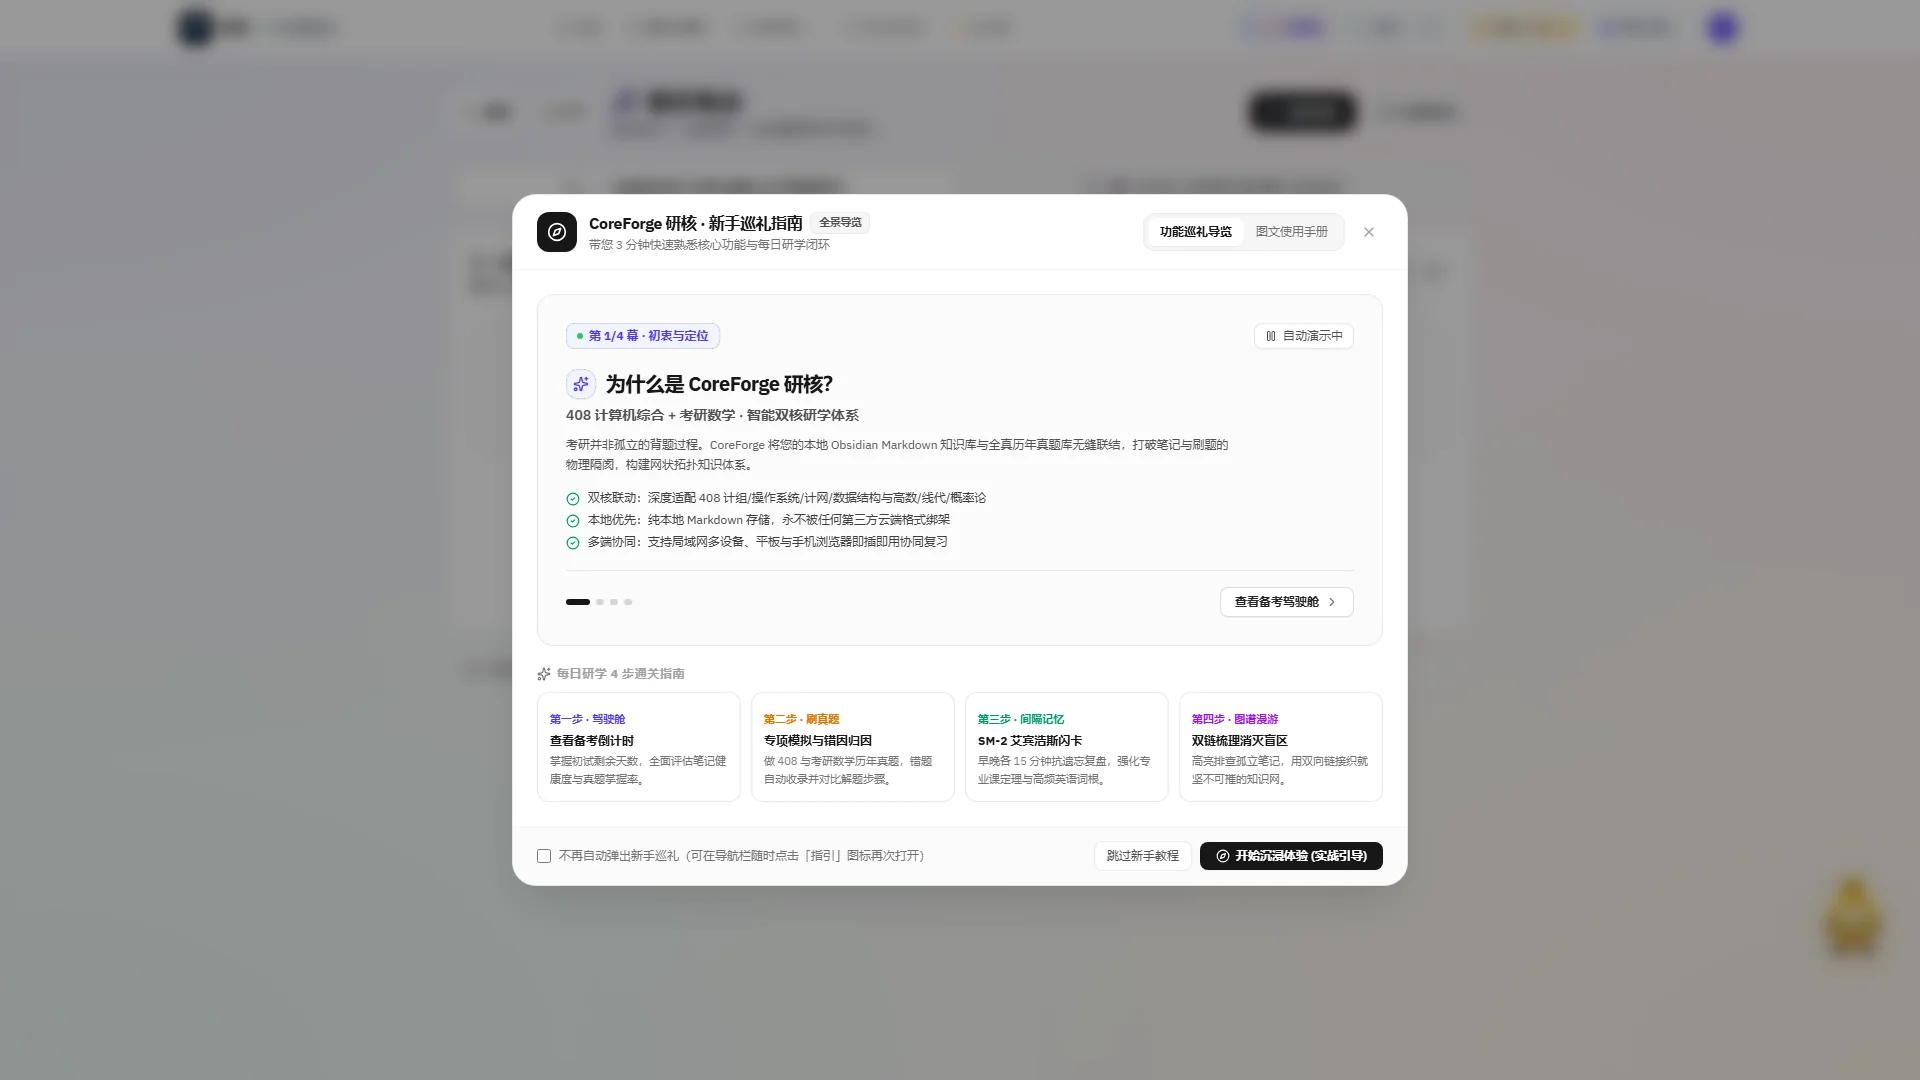 CoreForge 研核 · 新手巡礼指南 全景导览
带您 3 分钟快速熟悉核心功能与每日研学闭环
功能巡礼导览 图文使用手册
第 1/4 幕 · 初衷与定位
自动演示中
为什么是 CoreForge 研核？
408 计算机综合 + 考研数学 · 智能双核研学体系
考研并非孤立的背题过程。CoreForge 将您的本地 Obsidian Markdown 知识库与全真历年真题库无缝联结，打破笔记与刷题的
物理隔阂，构建网状拓扑知识体系。
双核联动：深度适配 408 计组/操作系统/计网/数据结构与高数/线代/概率论
本地优先：纯本地 Markdown 存储，永不被任何第三方云端格式绑架
多端协同：支持局域网多设备、平板与手机浏览器即插即用协同复习
查看备考驾驶舱
每日研学 4 步通关指南
第一步 · 驾驶舱
查看备考倒计时
掌握初试剩余天数，全面评估笔记健
康度与真题掌握率。
第二步 · 刷真题
专项模拟与错因归因
做 408 与考研数学历年真题，错题
自动收录并对比解题步骤。
第三步 · 间隔记忆
SM-2 艾宾浩斯闪卡
早晚各 15 分钟抗遗忘复盘，强化专
业课定理与高频英语词根。
第四步 · 图谱漫游
双链梳理消灭盲区
高亮排查孤立笔记，用双向链接织就
坚不可摧的知识网。
不再自动弹出新手巡礼（可在导航栏随时点击「指引」图标再次打开）
跳过新手教程
开始沉浸体验 (实战引导)